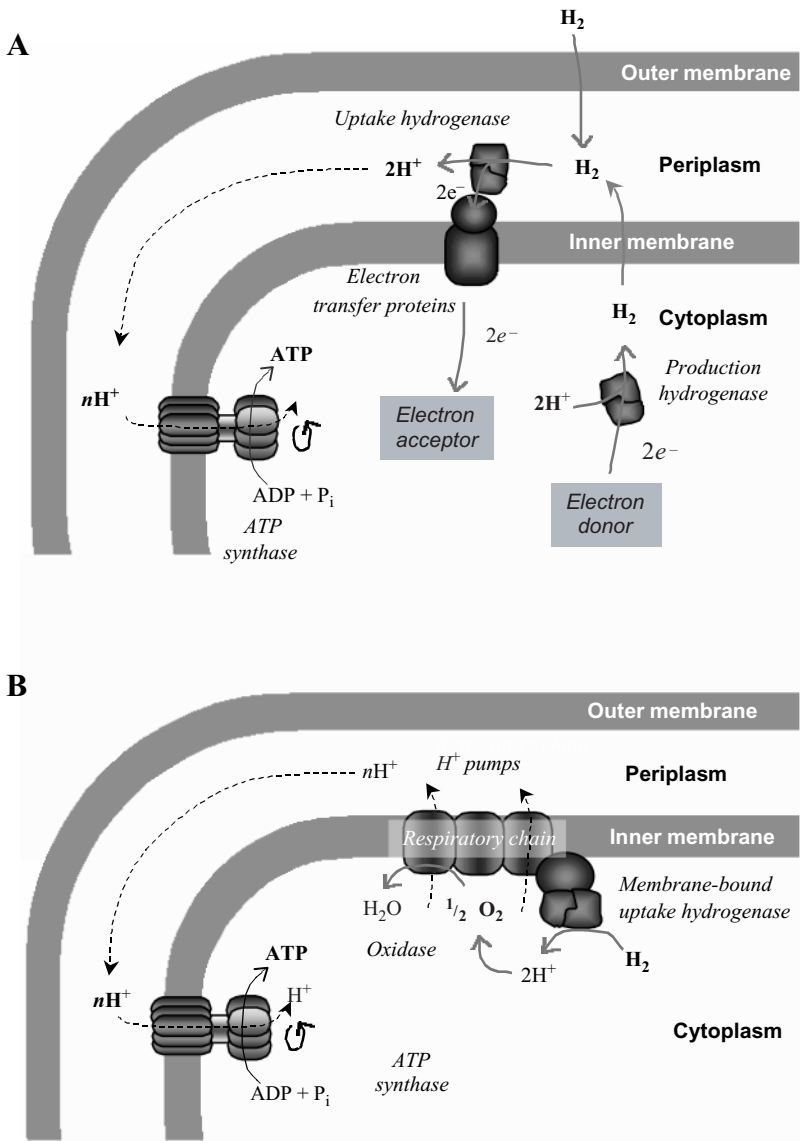 A
H₂
Outer membrane
Uptake hydrogenase
2H⁺
H₂
Periplasm
2e⁻
Inner membrane
Electron
transfer proteins
H₂
Cytoplasm
2e⁻
ATP
Production
hydrogenase
nH⁺
2H⁺
Electron
acceptor
2e⁻
ADP + Pᵢ
Electron
donor
ATP
synthase
B
Outer membrane
nH⁺
H⁺ pumps
Periplasm
Respiratory chain
Inner membrane
Membrane-bound
uptake hydrogenase
H₂O
¹/₂ O₂
Oxidase
ATP
2H⁺
H₂
nH⁺
H⁺
Cytoplasm
ATP
synthase
ADP + Pᵢ